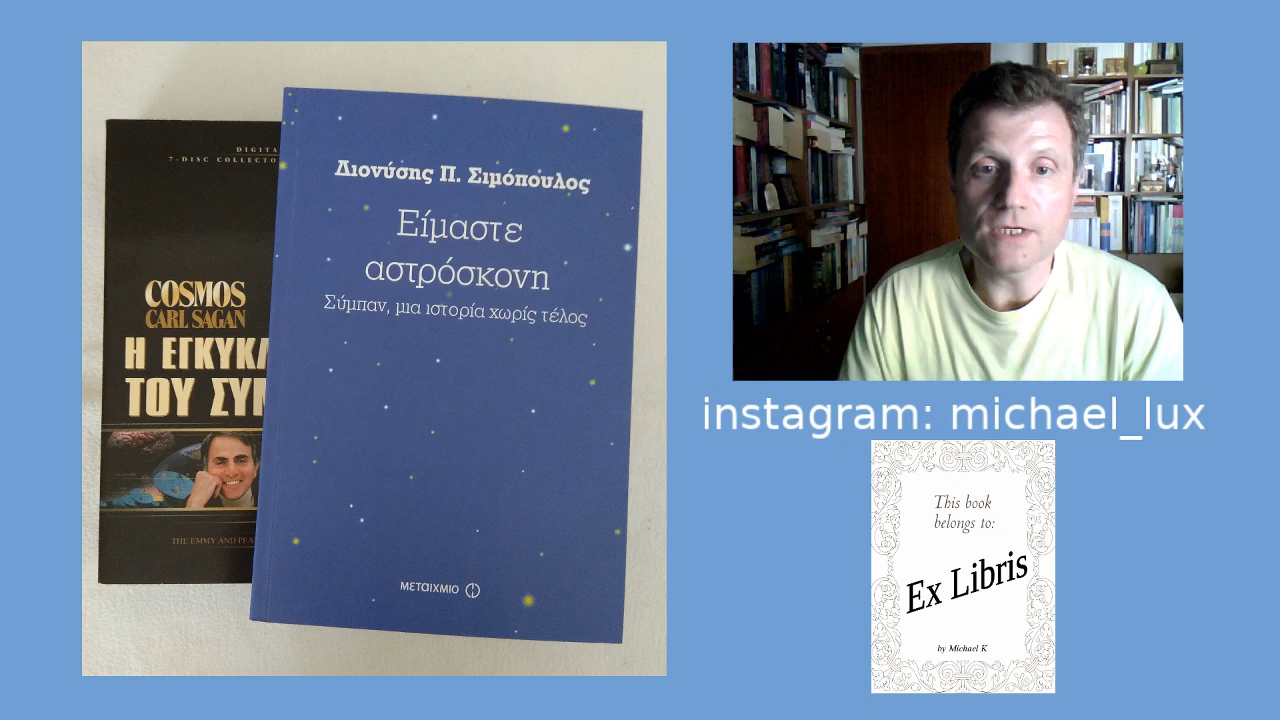 DIGITA
7-DISC COLLECTO
COSMOS
CARL SAGAN
Η ΕΓΚΥΚΛ
ΤΟΥ ΣΥΜ
THE EMMY AND PEA
Διονύσης Π. Σιμόπουλος
Είμαστε
αστρόσκονη
Σύμπαν, μια ιστορία χωρίς τέλος
ΜΕΤΑΙΧΜΙΟ
instagram: michael_lux
This book
belongs to:
Ex Libris
by Michael K